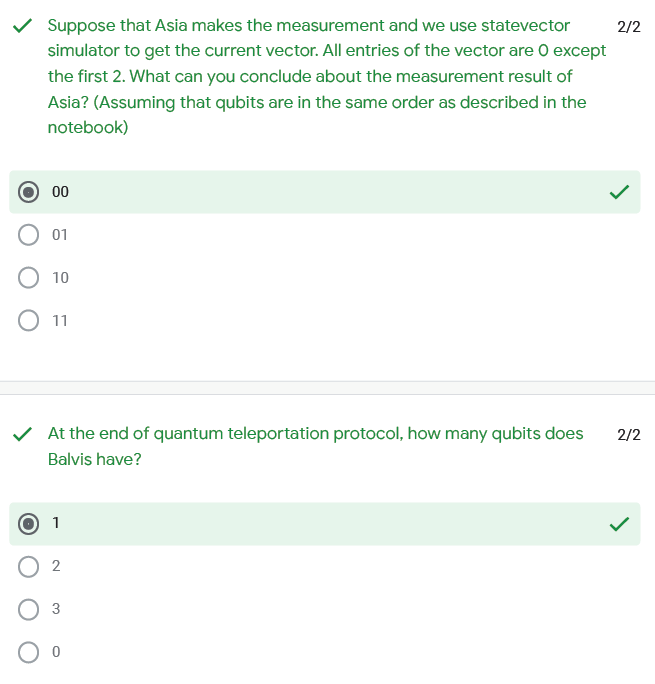 Suppose that Asia makes the measurement and we use statevector 2/2
simulator to get the current vector. All entries of the vector are 0 except
the first 2. What can you conclude about the measurement result of
Asia? (Assuming that qubits are in the same order as described in the
notebook)
00
01
10
11
At the end of quantum teleportation protocol, how many qubits does 2/2
Balvis have?
1
2
3
0